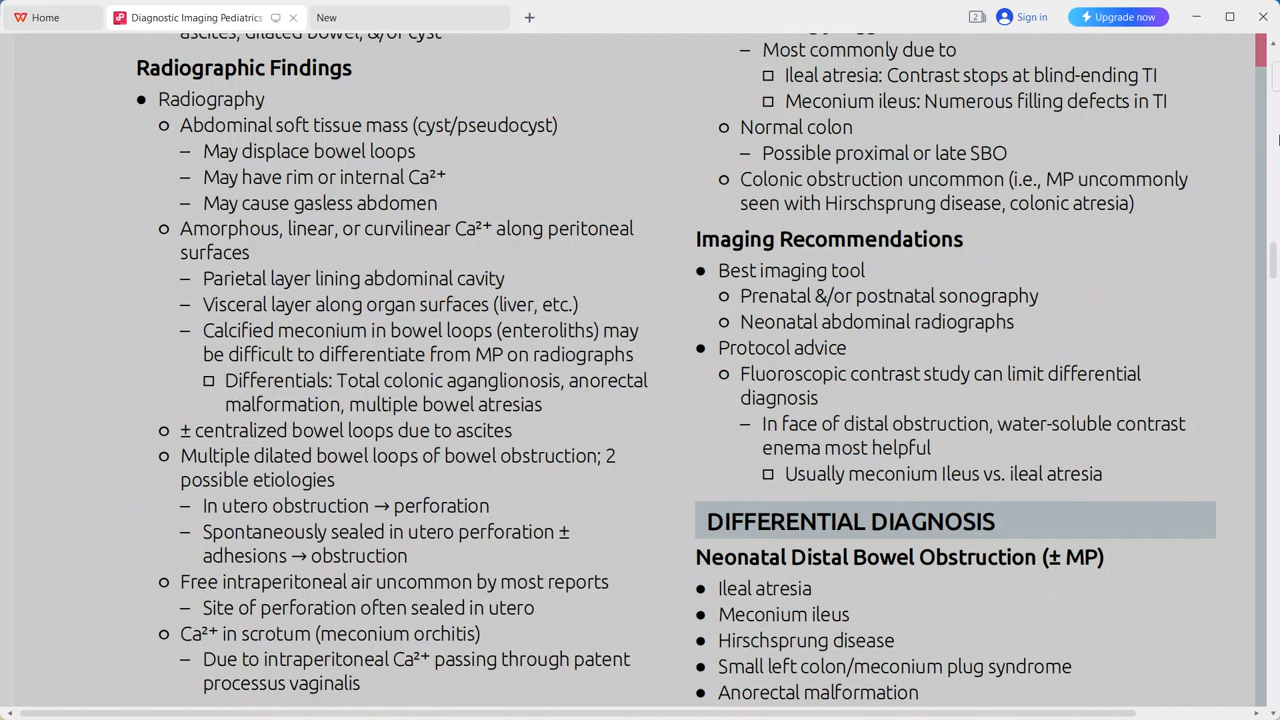 Home
Diagnostic Imaging Pediatrics
New
2
Sign in
Upgrade now
ascites, dilated bowel, &/or cyst
Radiographic Findings
● Radiography
○ Abdominal soft tissue mass (cyst/pseudocyst)
– May displace bowel loops
– May have rim or internal Ca²⁺
– May cause gasless abdomen
○ Amorphous, linear, or curvilinear Ca²⁺ along peritoneal
surfaces
– Parietal layer lining abdominal cavity
– Visceral layer along organ surfaces (liver, etc.)
– Calcified meconium in bowel loops (enteroliths) may
be difficult to differentiate from MP on radiographs
□ Differentials: Total colonic aganglionosis, anorectal
malformation, multiple bowel atresias
○ ± centralized bowel loops due to ascites
○ Multiple dilated bowel loops of bowel obstruction; 2
possible etiologies
– In utero obstruction → perforation
– Spontaneously sealed in utero perforation ±
adhesions → obstruction
○ Free intraperitoneal air uncommon by most reports
– Site of perforation often sealed in utero
○ Ca²⁺ in scrotum (meconium orchitis)
– Due to intraperitoneal Ca²⁺ passing through patent
processus vaginalis
– Most commonly due to
□ Ileal atresia: Contrast stops at blind-ending TI
□ Meconium ileus: Numerous filling defects in TI
○ Normal colon
– Possible proximal or late SBO
○ Colonic obstruction uncommon (i.e., MP uncommonly
seen with Hirschsprung disease, colonic atresia)
Imaging Recommendations
● Best imaging tool
○ Prenatal &/or postnatal sonography
○ Neonatal abdominal radiographs
● Protocol advice
○ Fluoroscopic contrast study can limit differential
diagnosis
– In face of distal obstruction, water-soluble contrast
enema most helpful
□ Usually meconium Ileus vs. ileal atresia
DIFFERENTIAL DIAGNOSIS
Neonatal Distal Bowel Obstruction (± MP)
● Ileal atresia
● Meconium ileus
● Hirschsprung disease
● Small left colon/meconium plug syndrome
● Anorectal malformation